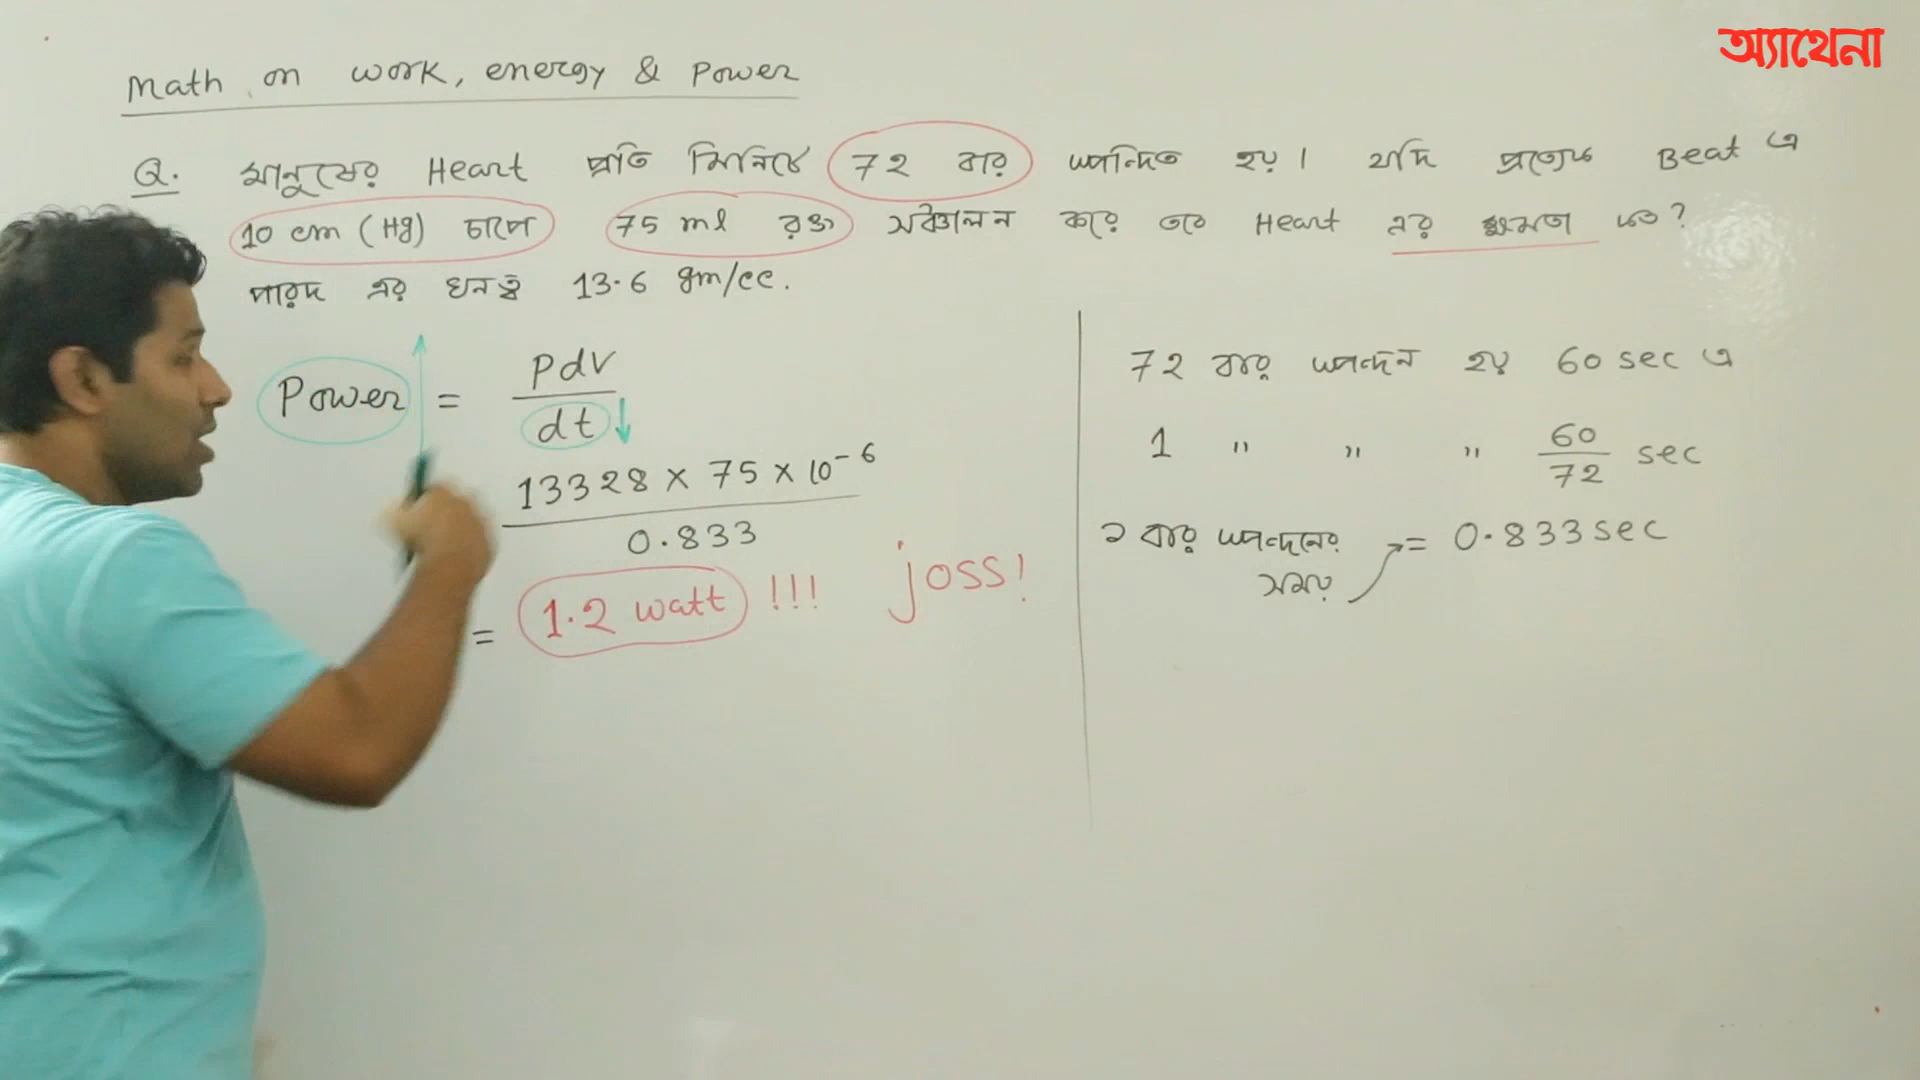 অ্যাথেনা
Math on work, energy & Power
Q. মানুষের Heart প্রতি মিনিটে 72 বার স্পন্দিত হয়। যদি প্রত্যেক Beat এ
10 cm (Hg) চাপে 75 ml রক্ত সঞ্চালন করে তবে Heart এর ক্ষমতা কত?
পারদ এর ঘনত্ব 13.6 gm/cc.
Power = PdV / dt ↓
13328 × 75 × 10⁻⁶ / 0.833
= 1.2 watt !!! joss!
72 বার স্পন্দন হয় 60 sec এ
1 " " " 60/72 sec
১ বার স্পন্দনের = 0.833 sec
সময়